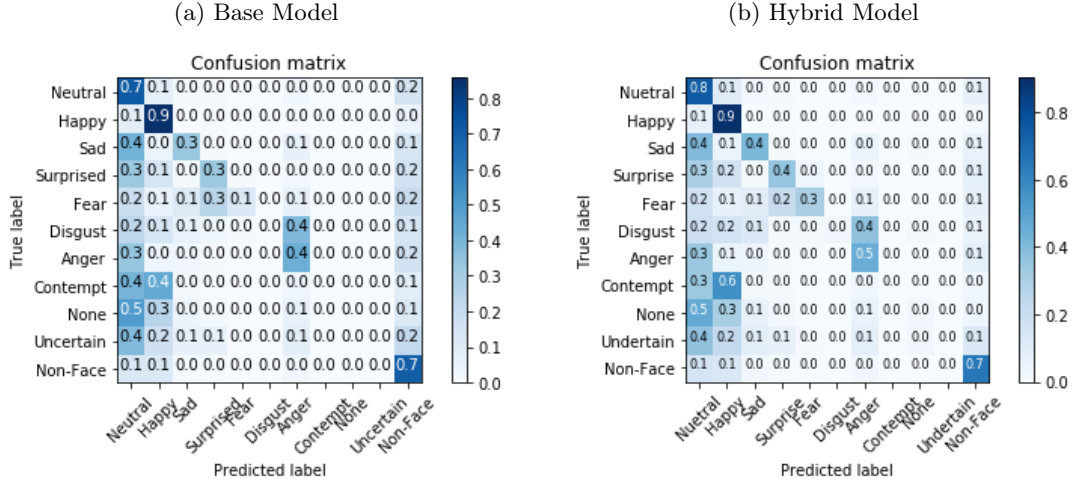 (a) Base Model
Confusion matrix
True label
Neutral 0.7 0.1 0.0 0.0 0.0 0.0 0.0 0.0 0.0 0.0 0.2
Happy 0.1 0.9 0.0 0.0 0.0 0.0 0.0 0.0 0.0 0.0 0.0
Sad 0.4 0.0 0.3 0.0 0.0 0.0 0.1 0.0 0.0 0.0 0.1
Surprised 0.3 0.1 0.0 0.3 0.0 0.0 0.0 0.0 0.0 0.0 0.2
Fear 0.2 0.1 0.1 0.3 0.1 0.0 0.1 0.0 0.0 0.0 0.2
Disgust 0.2 0.1 0.1 0.0 0.0 0.0 0.4 0.0 0.0 0.0 0.1
Anger 0.3 0.0 0.0 0.0 0.0 0.0 0.4 0.0 0.0 0.0 0.2
Contempt 0.4 0.4 0.0 0.0 0.0 0.0 0.0 0.0 0.0 0.0 0.1
None 0.5 0.3 0.0 0.0 0.0 0.0 0.1 0.0 0.0 0.0 0.1
Uncertain 0.4 0.2 0.1 0.1 0.0 0.0 0.1 0.0 0.0 0.0 0.2
Non-Face 0.1 0.1 0.0 0.0 0.0 0.0 0.0 0.0 0.0 0.0 0.7
Neutral Happy Sad Surprised Fear Disgust Anger Contempt None Uncertain Non-Face
Predicted label
0.8
0.7
0.6
0.5
0.4
0.3
0.2
0.1
0.0
(b) Hybrid Model
Confusion matrix
True label
Nuetral 0.8 0.1 0.0 0.0 0.0 0.0 0.0 0.0 0.0 0.0 0.1
Happy 0.1 0.9 0.0 0.0 0.0 0.0 0.0 0.0 0.0 0.0 0.0
Sad 0.4 0.1 0.4 0.0 0.0 0.0 0.0 0.0 0.0 0.0 0.1
Surprise 0.3 0.2 0.0 0.4 0.0 0.0 0.0 0.0 0.0 0.0 0.1
Fear 0.2 0.1 0.1 0.2 0.3 0.0 0.1 0.0 0.0 0.0 0.1
Disgust 0.2 0.2 0.1 0.0 0.0 0.0 0.4 0.0 0.0 0.0 0.1
Anger 0.3 0.1 0.0 0.0 0.0 0.0 0.5 0.0 0.0 0.0 0.1
Contempt 0.3 0.6 0.0 0.0 0.0 0.0 0.0 0.0 0.0 0.0 0.1
None 0.5 0.3 0.0 0.0 0.0 0.0 0.1 0.0 0.0 0.0 0.1
Undertain 0.4 0.2 0.1 0.1 0.0 0.0 0.1 0.0 0.0 0.0 0.1
Non-Face 0.1 0.1 0.0 0.0 0.0 0.0 0.0 0.0 0.0 0.0 0.7
Nuetral Happy Sad Surprise Fear Disgust Anger Contempt None Undertain Non-Face
Predicted label
0.8
0.6
0.4
0.2
0.0